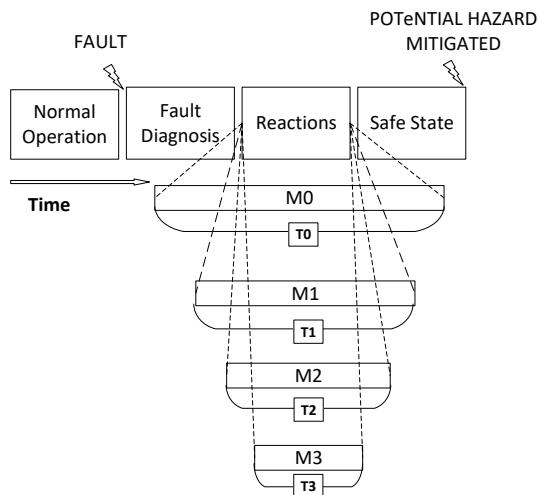 FAULT
POTeNTIAL HAZARD
MITIGATED
Normal
Operation
Fault
Diagnosis
Reactions
Safe State
Time
M0
T0
M1
T1
M2
T2
M3
T3